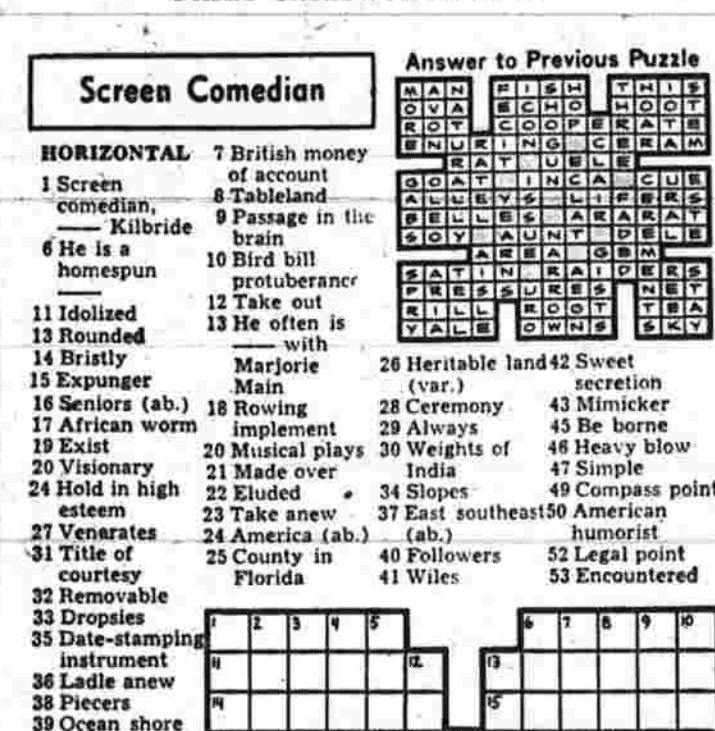 Screen Comedian
HORIZONTAL
1 Screen
comedian,
—— Kilbride
6 He is a
homespun
——
11 Idolized
13 Rounded
14 Bristly
15 Expunger
16 Seniors (ab.)
17 African worm
19 Exist
20 Visionary
24 Hold in high
esteem
27 Venerates
31 Title of
courtesy
32 Removable
33 Dropsies
35 Date-stamping
instrument
36 Ladle anew
38 Piecers
39 Ocean shore
7 British money
of account
8 Tableland
9 Passage in the
brain
10 Bird bill
protuberance
12 Take out
13 He often is
—— with
Marjorie
Main
18 Rowing
implement
20 Musical plays
21 Made over
22 Eluded
23 Take anew
24 America (ab.)
25 County in
Florida
Answer to Previous Puzzle
MAN FISH THIS
OVA ECHO HOOT
ROT COOPERATE
ENURING CERAM
RAT UELE
GOAT INCA CUE
ALLEYS LIFERS
BELLES ARARAT
SOY AUNT DELE
AREA GEM
SATIN RAIDERS
PRESSURES NET
RILL ROOT TEA
YALE OWNS SKY
26 Heritable land
(var.)
28 Ceremony
29 Always
30 Weights of
India
34 Slopes
37 East southeast
(ab.)
40 Followers
41 Wiles
42 Sweet
secretion
43 Mimicker
45 Be borne
46 Heavy blow
47 Simple
49 Compass point
50 American
humorist
52 Legal point
53 Encountered
1 2 3 4 5 6 7 8 9 10
11 12 13
14 15